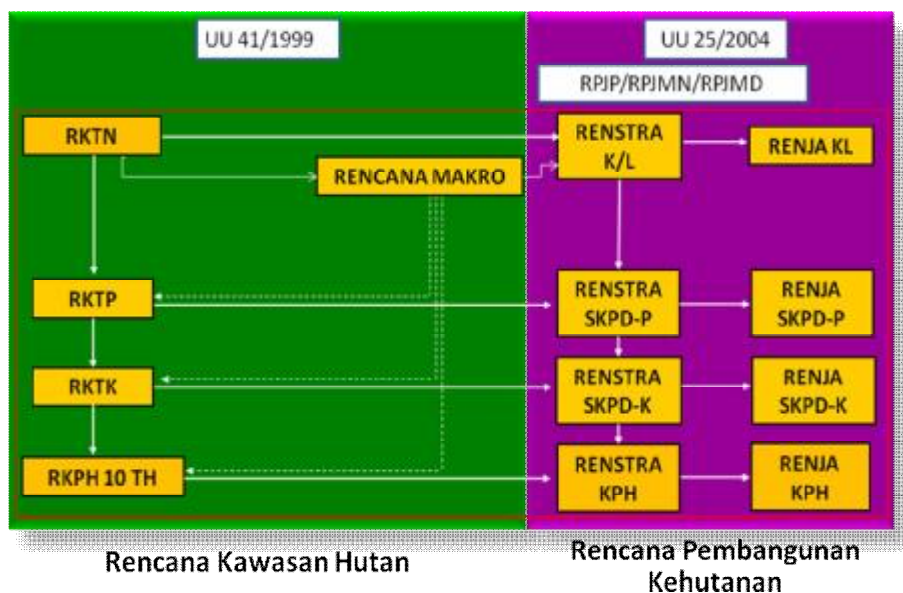 UU 41/1999
UU 25/2004
RPJP/RPJMN/RPJMD
RKTN
RENSTRA
K/L
RENJA KL
RENCANA MAKRO
RKTP
RENSTRA
SKPD-P
RENJA
SKPD-P
RKTK
RENSTRA
SKPD-K
RENJA
SKPD-K
RKPH 10 TH
RENSTRA
KPH
RENJA
KPH
Rencana Kawasan Hutan
Rencana Pembangunan
Kehutanan